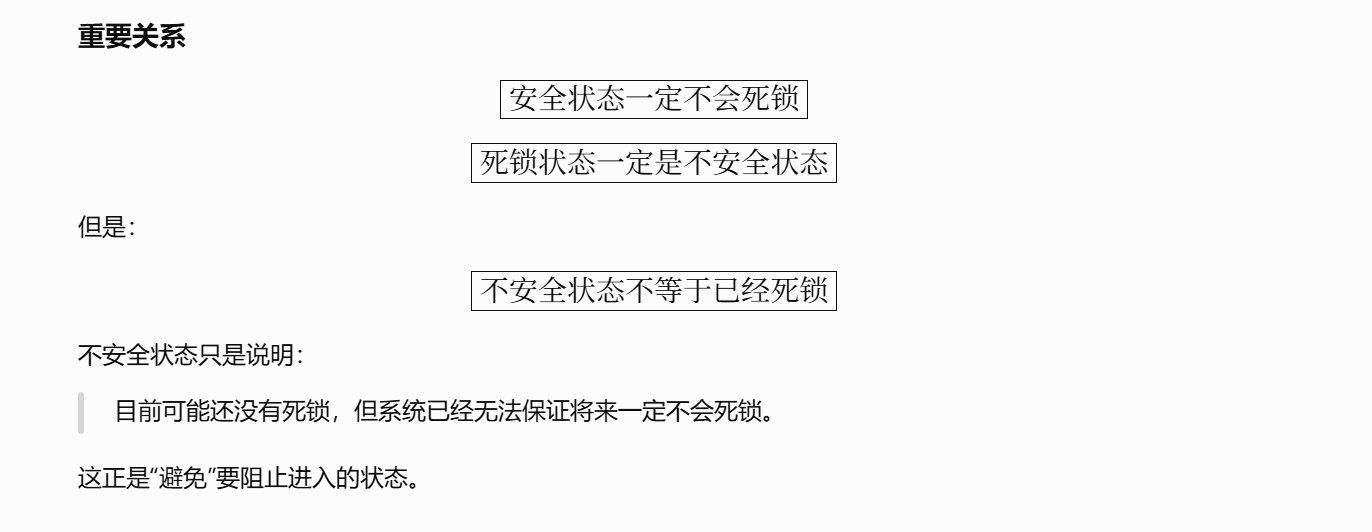 重要关系
安全状态一定不会死锁
死锁状态一定是不安全状态
但是：
不安全状态不等于已经死锁
不安全状态只是说明：
目前可能还没有死锁，但系统已经无法保证将来一定不会死锁。
这正是“避免”要阻止进入的状态。